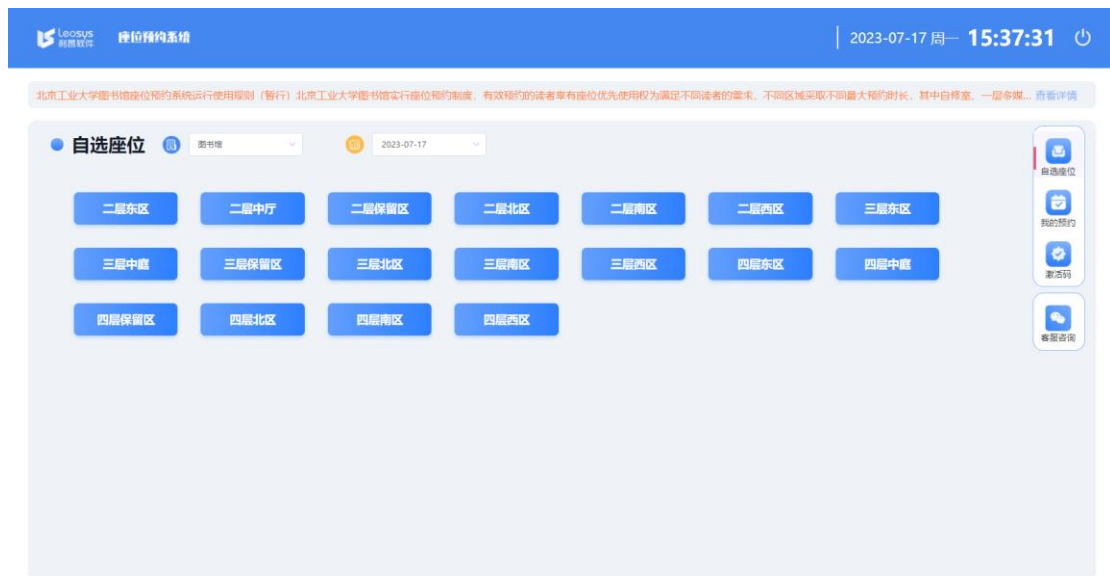 Leosys
利昂软件
座位预约系统
2023-07-17 周一 15:37:31
北京工业大学图书馆座位预约系统运行使用规则（暂行）北京工业大学图书馆实行座位预约制度，有效预约的读者享有座位优先使用权为满足不同读者的需求，不同区域采取不同最大预约时长，其中自修室、一层多媒... 查看详情
自选座位 图书馆 2023-07-17
二层东区 二层中厅 二层保留区 二层北区 二层南区 二层西区 三层东区
三层中庭 三层保留区 三层北区 三层南区 三层西区 四层东区 四层中庭
四层保留区 四层北区 四层南区 四层西区
自选座位
我的预约
激活码
客服咨询